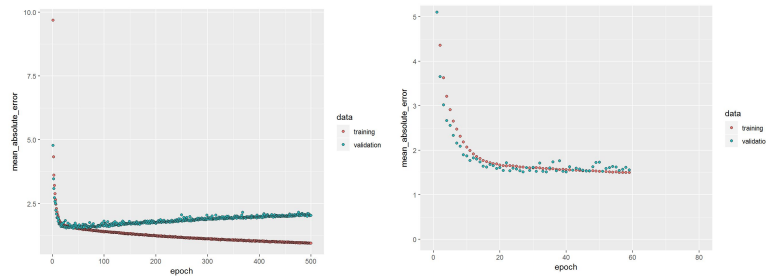 10.0
7.5
5.0
2.5
mean_absolute_error
0
100
200
300
400
500
epoch
data
training
validation
5
4
3
2
1
0
mean_absolute_error
0
20
40
60
80
epoch
data
training
validatio